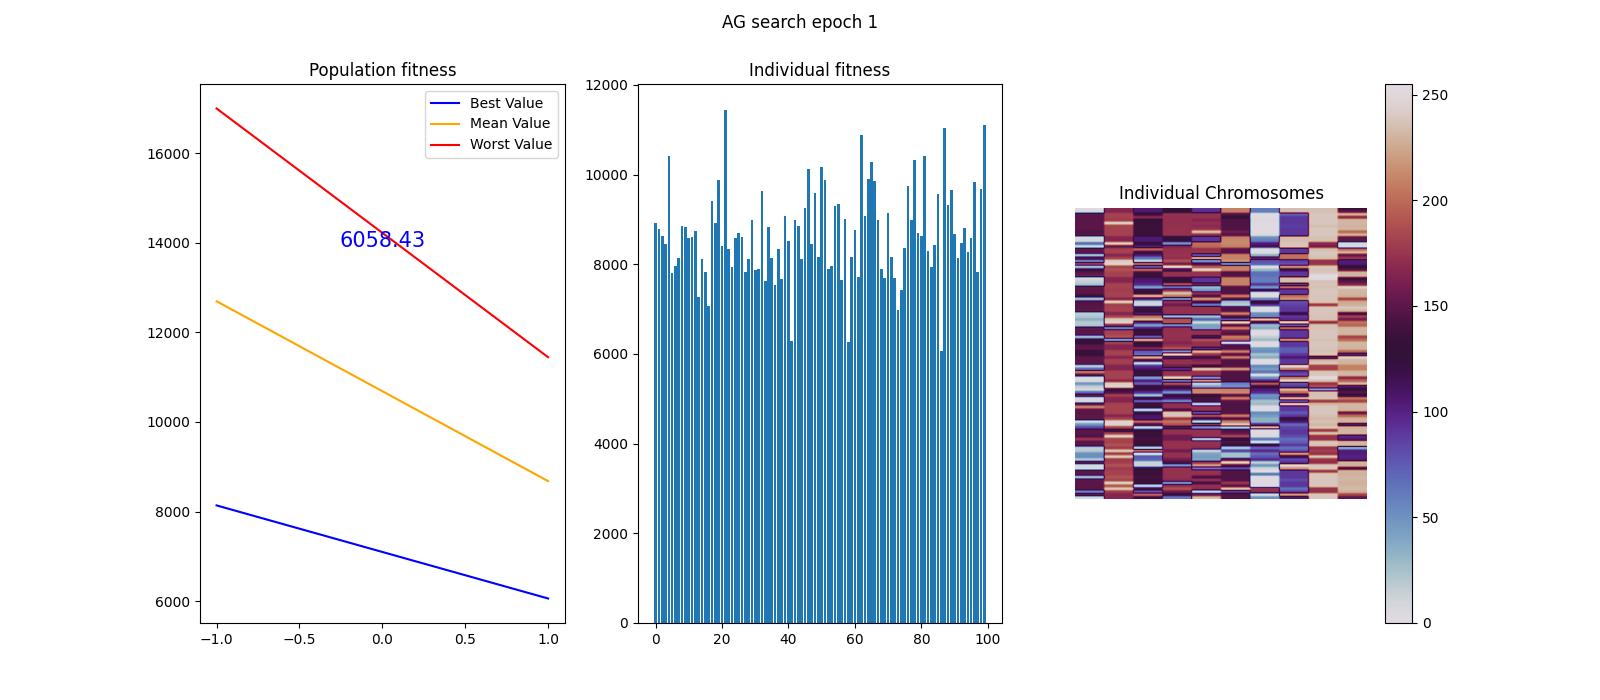 AG search epoch 1
Population fitness
Best Value
Mean Value
Worst Value
6058.43
16000
14000
12000
10000
8000
6000
−1.0 −0.5 0.0 0.5 1.0
Individual fitness
12000
10000
8000
6000
4000
2000
0
0 20 40 60 80 100
Individual Chromosomes
250
200
150
100
50
0